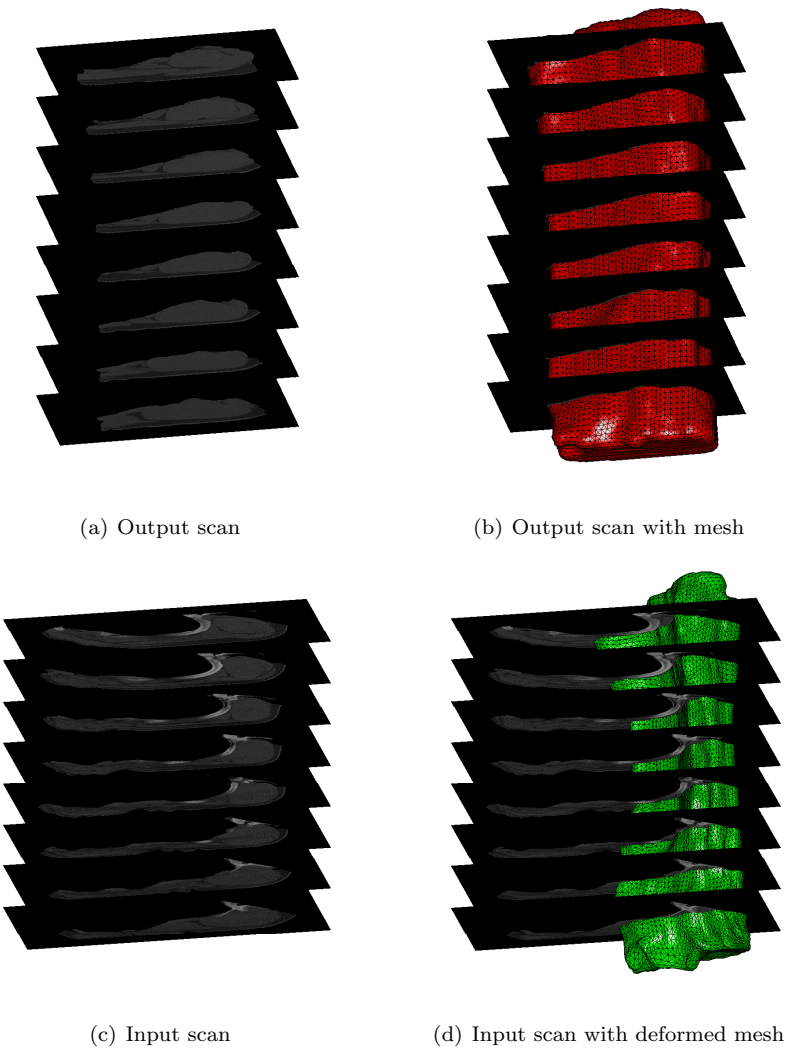 (a) Output scan
(b) Output scan with mesh
(c) Input scan
(d) Input scan with deformed mesh